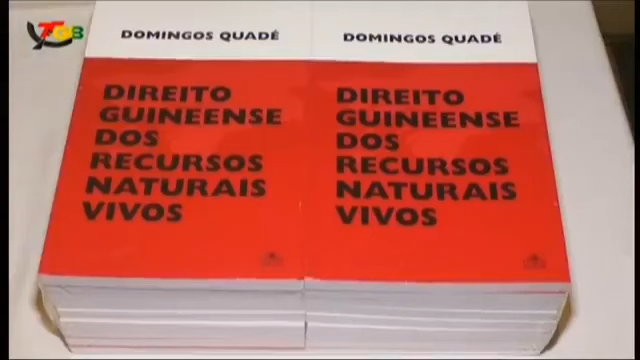 TGB
DOMINGOS QUADÉ
DIREITO
GUINEENSE
DOS
RECURSOS
NATURAIS
VIVOS
DOMINGOS QUADÉ
DIREITO
GUINEENSE
DOS
RECURSOS
NATURAIS
VIVOS